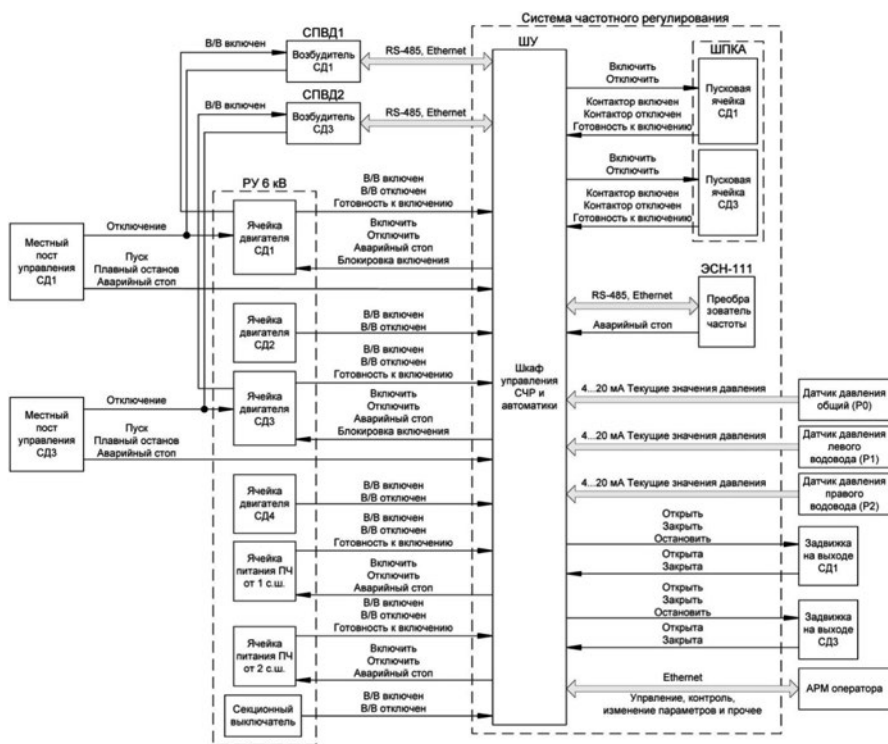 Система частотного регулирования
СПВД1
В/В включен
Возбудитель
СД1
RS-485, Ethernet
СПВД2
В/В включен
Возбудитель
СД3
RS-485, Ethernet
ШУ
Шкаф
управления
СЧР и
автоматики
ШПКА
Включить
Отключить
Контактор включен
Контактор отключен
Готовность к включению
Пусковая
ячейка
СД1
Включить
Отключить
Контактор включен
Контактор отключен
Готовность к включению
Пусковая
ячейка
СД3
РУ 6 кВ
Местный
пост
управления
СД1
Отключение
Пуск
Плавный останов
Аварийный стоп
Ячейка
двигателя
СД1
В/В включен
В/В отключен
Готовность к включению
Включить
Отключить
Аварийный стоп
Блокировка включения
Ячейка
двигателя
СД2
В/В включен
В/В отключен
Местный
пост
управления
СД3
Отключение
Пуск
Плавный останов
Аварийный стоп
Ячейка
двигателя
СД3
В/В включен
В/В отключен
Готовность к включению
Включить
Отключить
Аварийный стоп
Блокировка включения
Ячейка
двигателя
СД4
В/В включен
В/В отключен
Ячейка
питания ПЧ
от 1 с.ш.
В/В включен
В/В отключен
Готовность к включению
Включить
Отключить
Аварийный стоп
Ячейка
питания ПЧ
от 2 с.ш.
В/В включен
В/В отключен
Готовность к включению
Включить
Отключить
Аварийный стоп
Секционный
выключатель
В/В включен
В/В отключен
ЭСН-111
RS-485, Ethernet
Аварийный стоп
Преобра
зователь
частоты
4...20 мА Текущие значения давления
Датчик давления
общий (Р0)
4...20 мА Текущие значения давления
Датчик давления
левого
водовода (Р1)
4...20 мА Текущие значения давления
Датчик давления
правого
водовода (Р2)
Открыть
Закрыть
Остановить
Открыта
Закрыта
Задвижка
на выходе
СД1
Открыть
Закрыть
Остановить
Открыта
Закрыта
Задвижка
на выходе
СД3
Ethernet
Упрвление, контроль,
изменение параметров и прочее
АРМ оператора